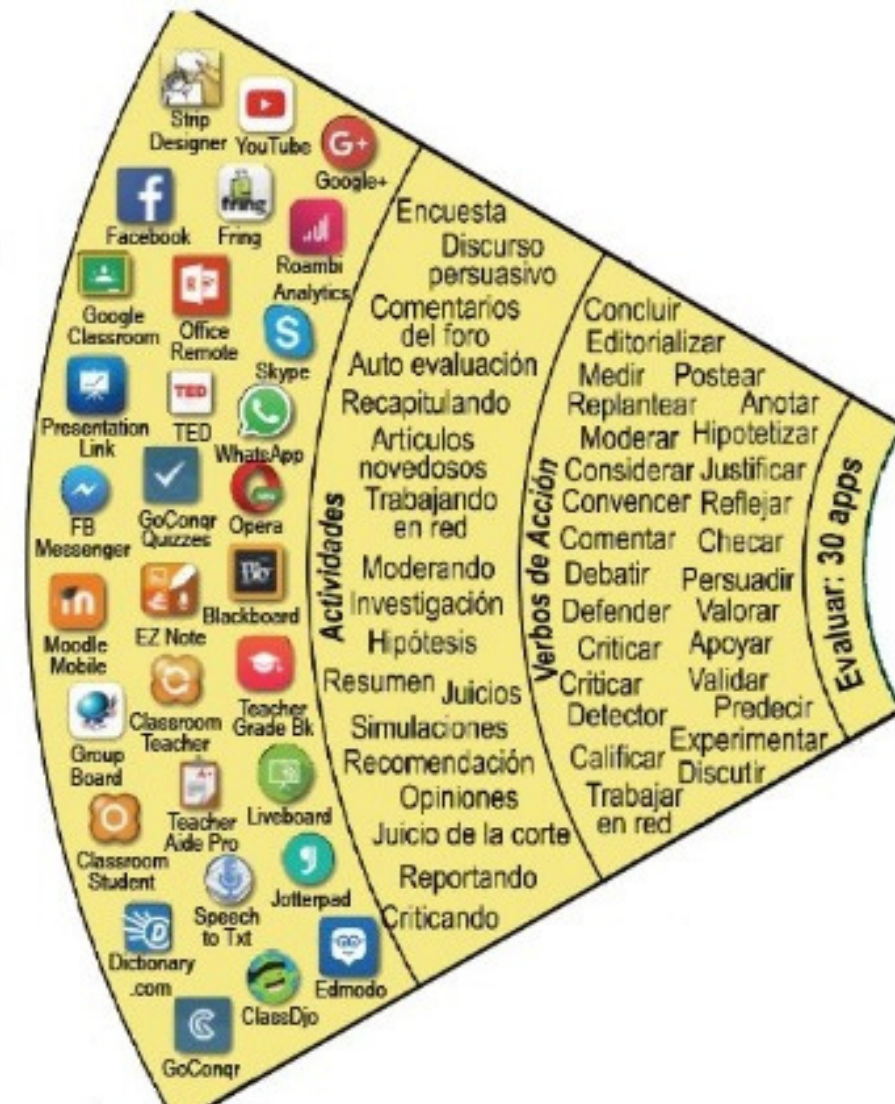 Strip
Designer
YouTube
G+
Google+
f
Facebook
fring
Fring
Roambi
Analytics
Google
Classroom
Office
Remote
S
Skype
Presentation
Link
TED
TED
WhatsApp
FB
Messenger
GoConqr
Quizzes
Opera
Moodle
Mobile
EZ Note
Bb
Blackboard
Group
Board
Classroom
Teacher
Teacher
Grade Bk
Classroom
Student
A+
Teacher
Aide Pro
Liveboard
Speech
to Txt
Jotterpad
Dictionary
.com
ClassDjo
Edmodo
GoConqr
Actividades
Encuesta
Discurso
persuasivo
Comentarios
del foro
Auto evaluación
Recapitulando
Artículos
novedosos
Trabajando
en red
Moderando
Investigación
Hipótesis
Resumen
Juicios
Simulaciones
Recomendación
Opiniones
Juicio de la corte
Reportando
Criticando
Verbos de Acción
Concluir
Editorializar
Medir Postear
Replantear Anotar
Moderar Hipotetizar
Considerar Justificar
Convencer Reflejar
Comentar Checar
Debatir Persuadir
Defender Valorar
Criticar Apoyar
Criticar Validar
Detector Predecir
Experimentar
Calificar Discutir
Trabajar
en red
Evaluar: 30 apps